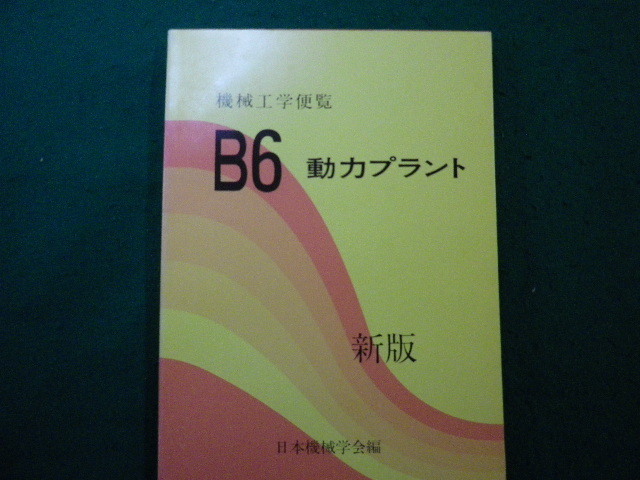 機械工学便覧
B6 動力プラント
新版
日本機械学会編